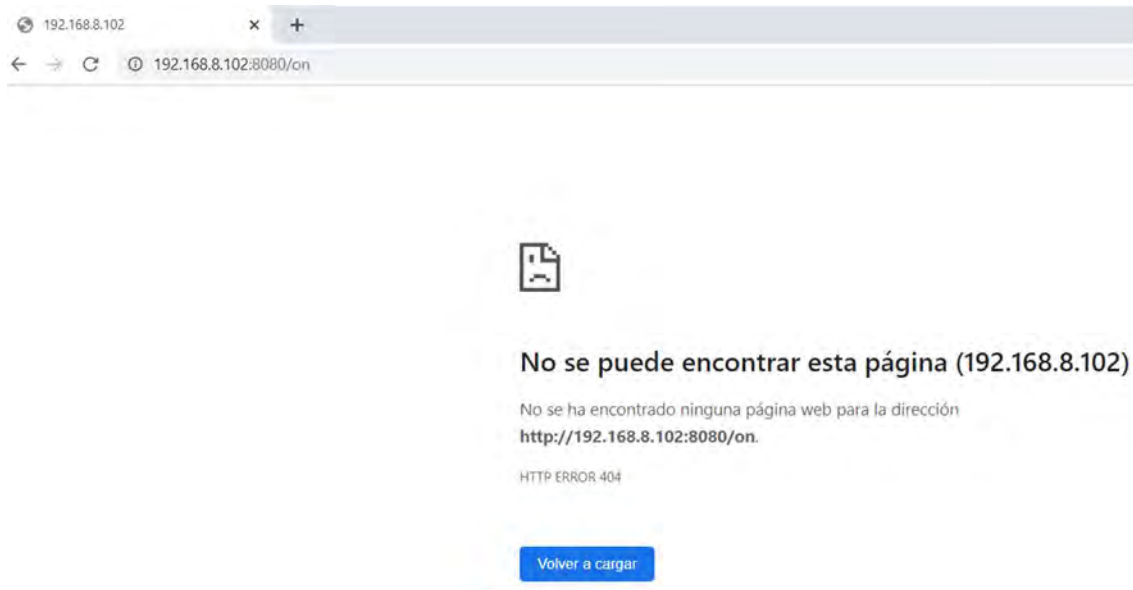 192.168.8.102
192.168.8.102:8080/on
No se puede encontrar esta página (192.168.8.102)
No se ha encontrado ninguna página web para la dirección
http://192.168.8.102:8080/on.
HTTP ERROR 404
Volver a cargar